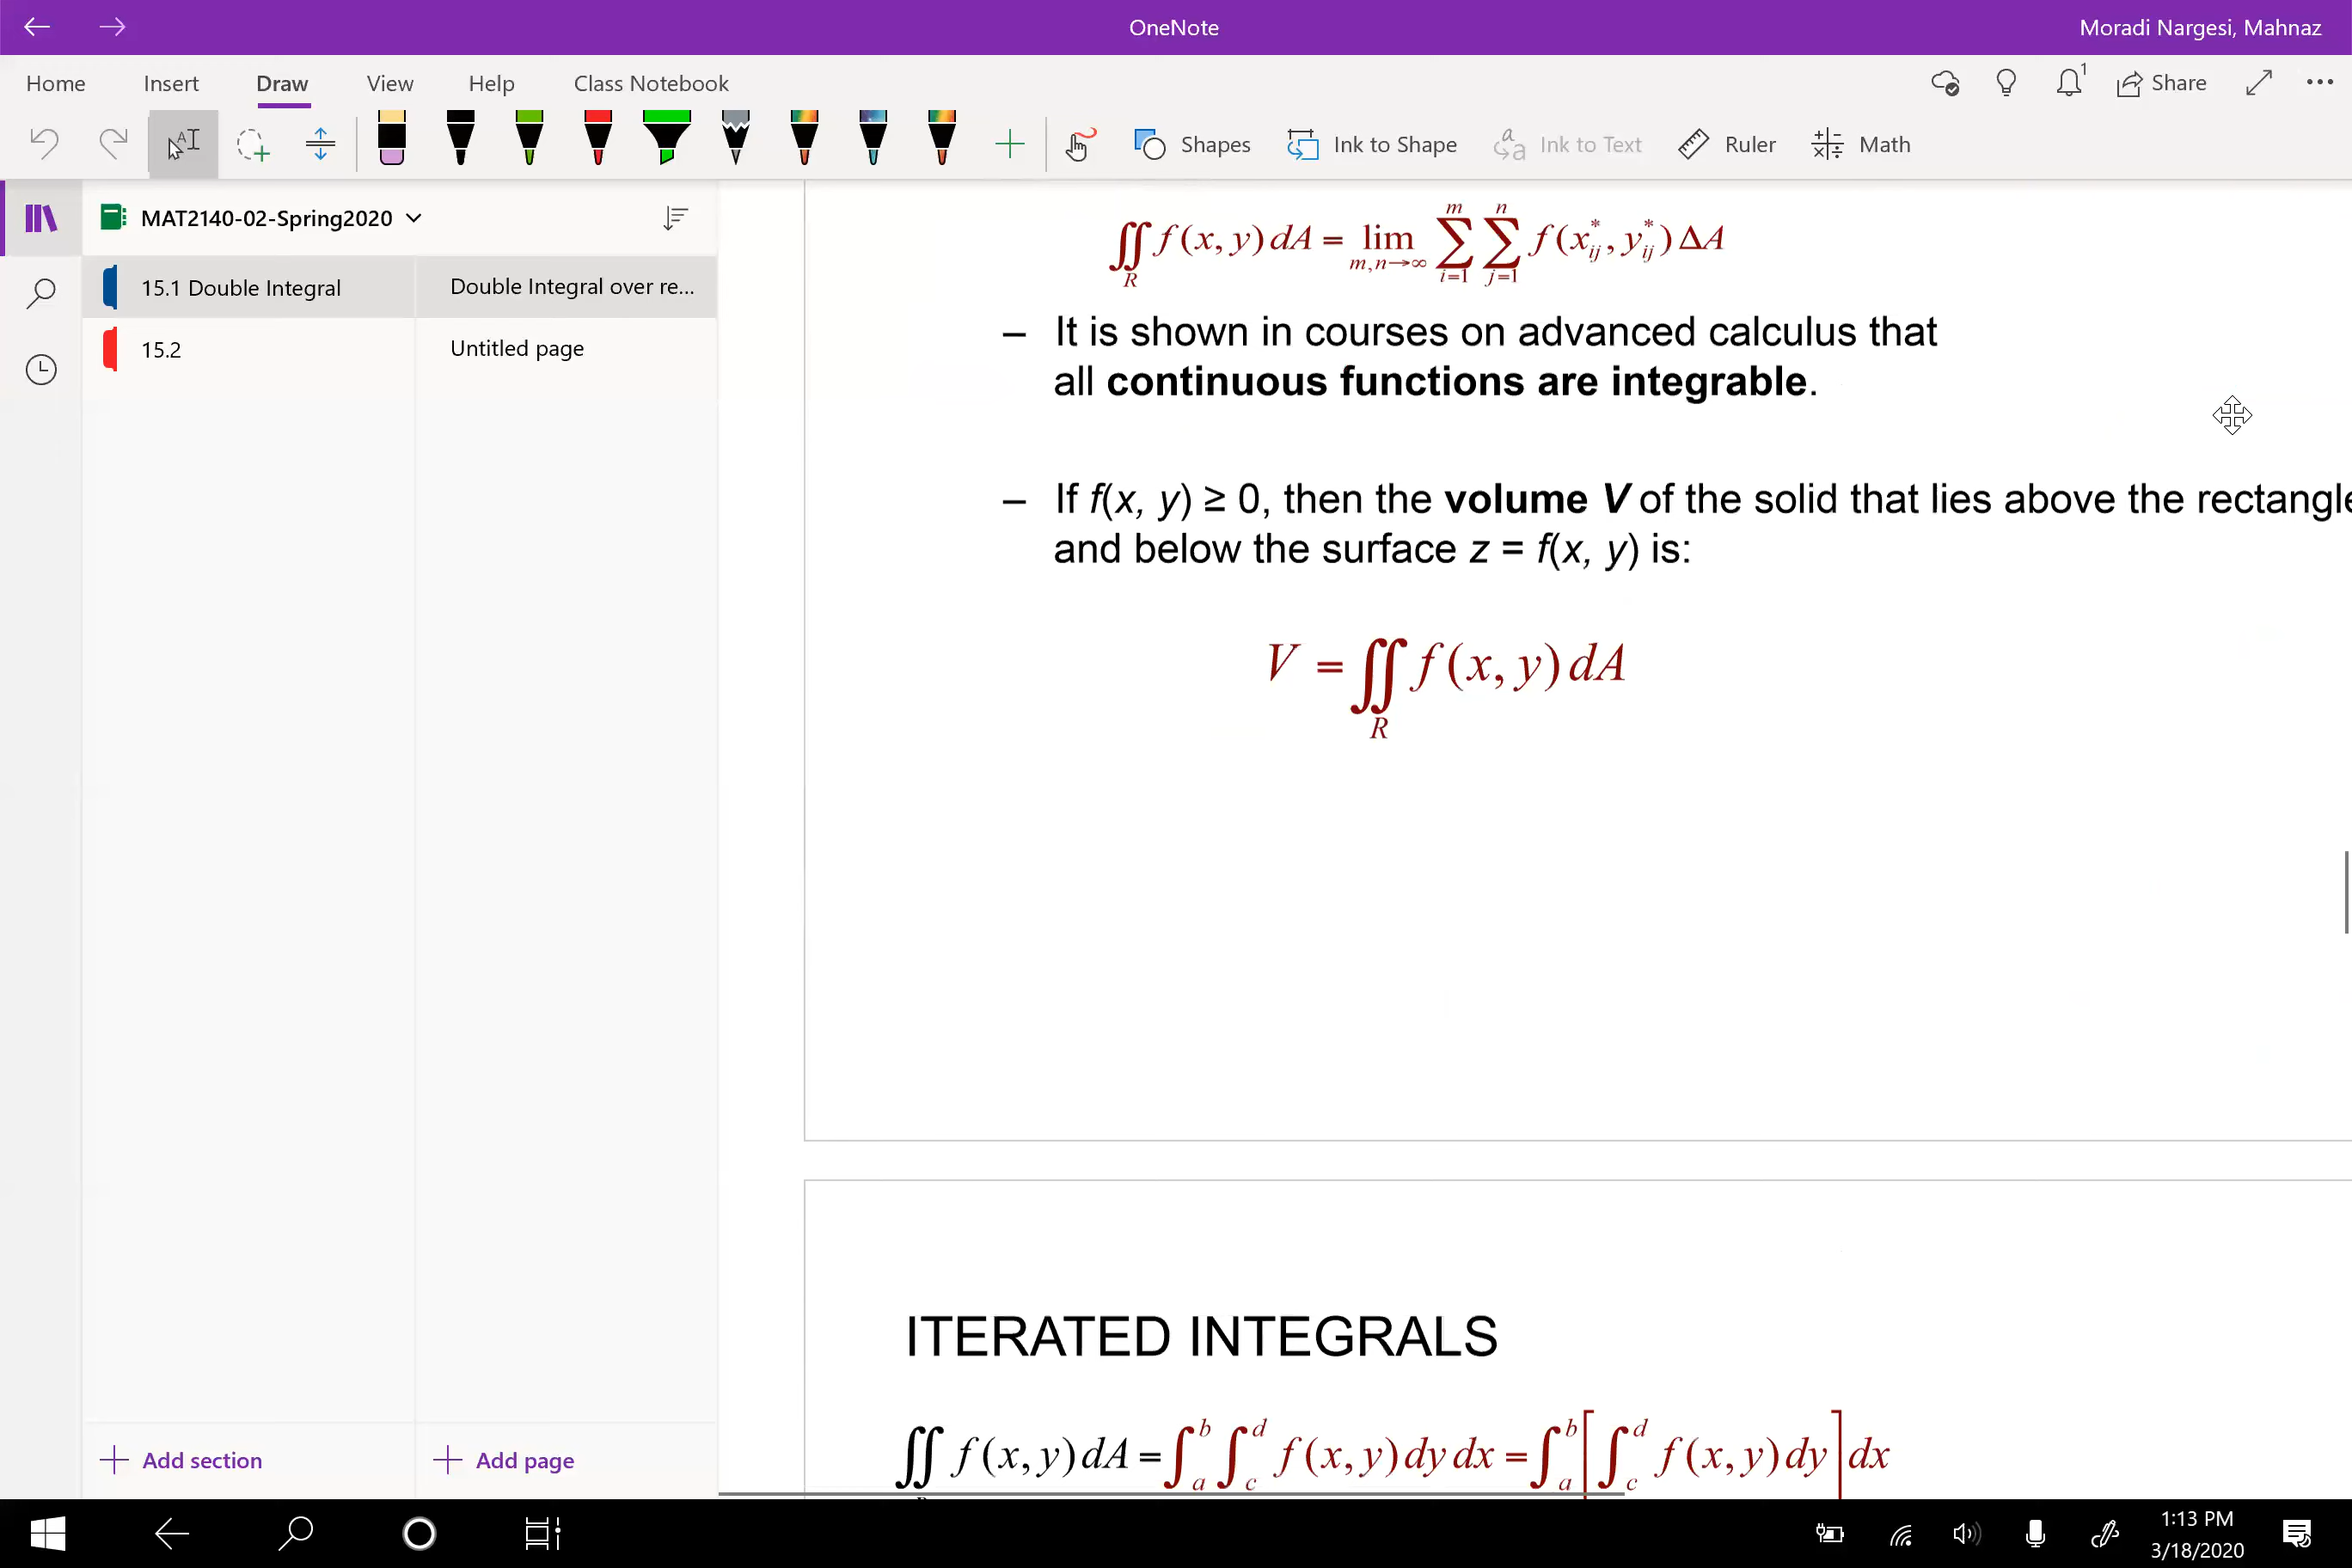 OneNote
Moradi Nargesi, Mahnaz
Home Insert Draw View Help Class Notebook
1
Share
Shapes Ink to Shape Ink to Text Ruler Math
MAT2140-02-Spring2020
15.1 Double Integral
Double Integral over re...
15.2
Untitled page
∬_R f(x, y) dA = lim_{m,n→∞} ∑_{i=1}^{m} ∑_{j=1}^{n} f(x*_{ij}, y*_{ij}) ΔA
– It is shown in courses on advanced calculus that
all continuous functions are integrable.
– If f(x, y) ≥ 0, then the volume V of the solid that lies above the rectangle
and below the surface z = f(x, y) is:
V = ∬_R f(x, y) dA
ITERATED INTEGRALS
∬ f(x, y) dA = ∫_a^b ∫_c^d f(x, y) dy dx = ∫_a^b [∫_c^d f(x, y) dy] dx
Add section
Add page
1:13 PM
3/18/2020